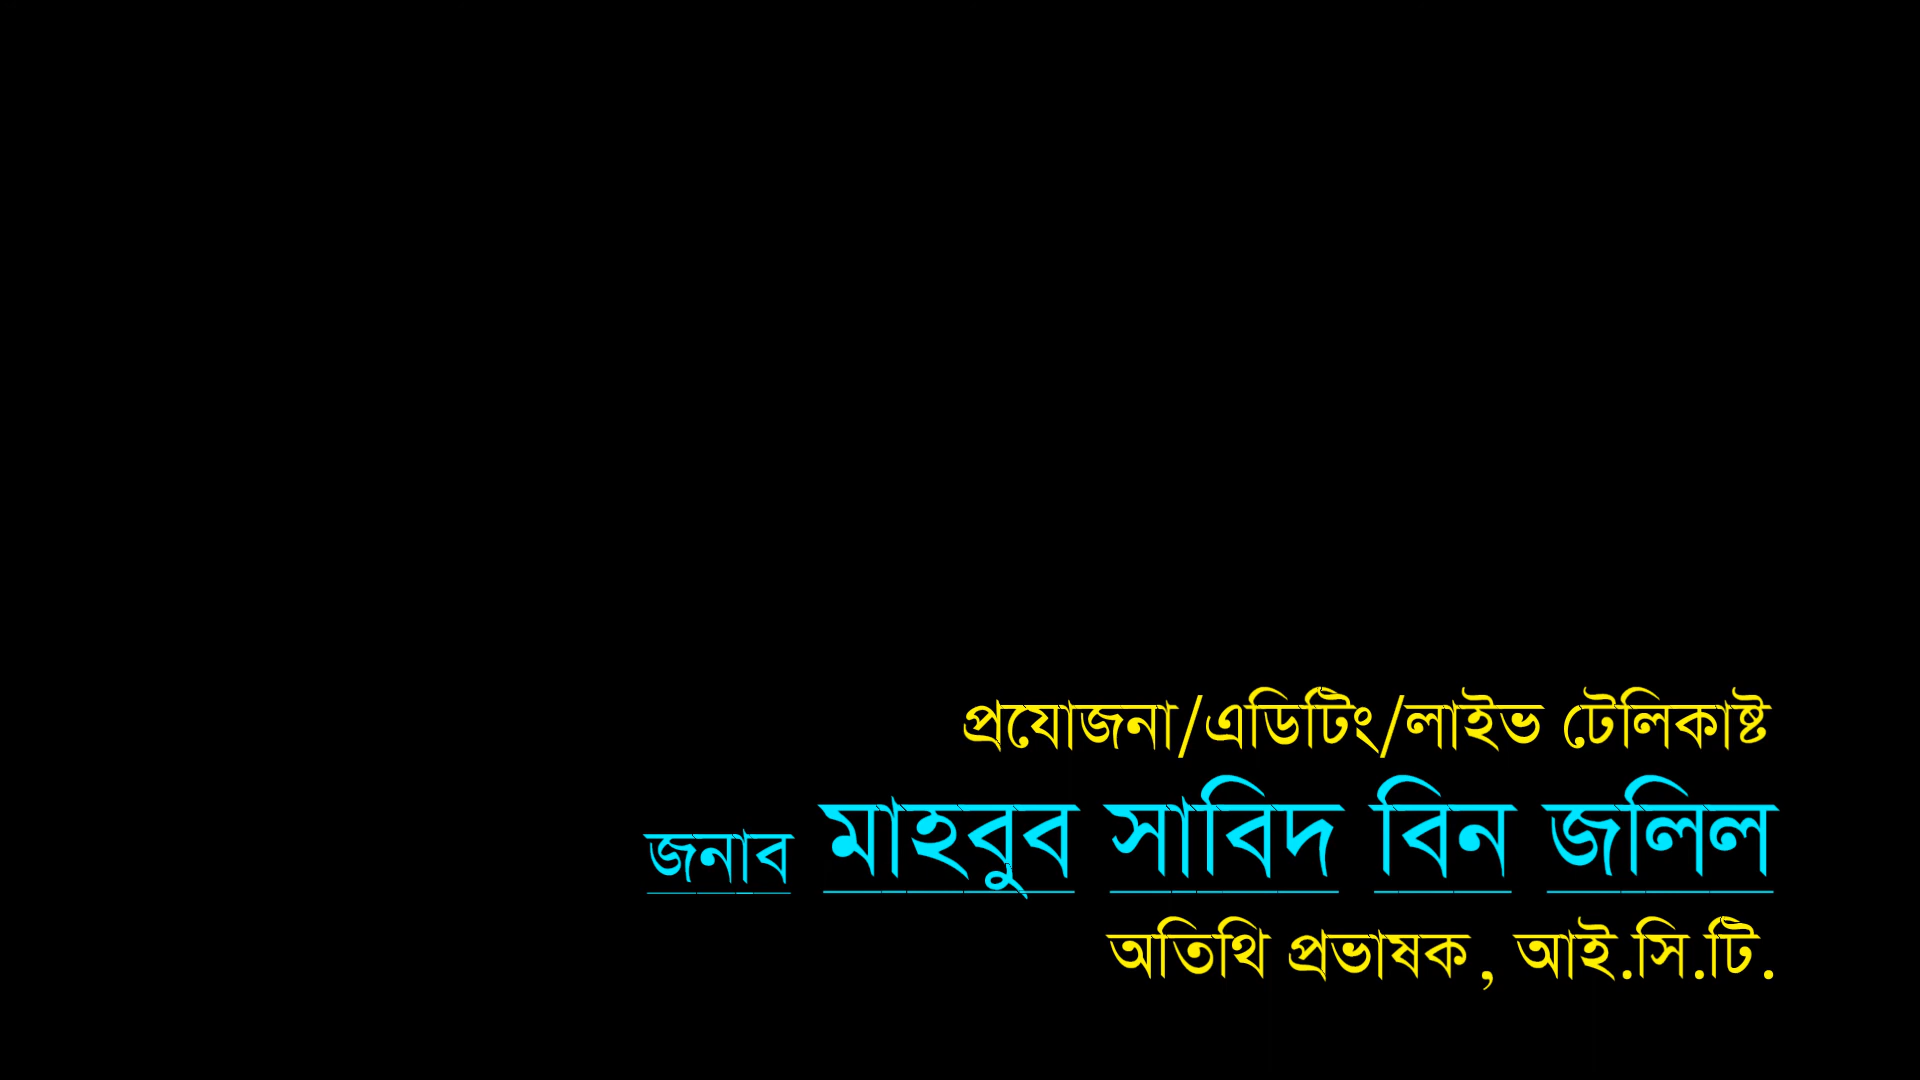 প্রযোজনা/এডিটিং/লাইভ টেলিকাষ্ট
জনাব মাহবুব সাবিদ বিন জলিল
অতিথি প্রভাষক, আই.সি.টি.